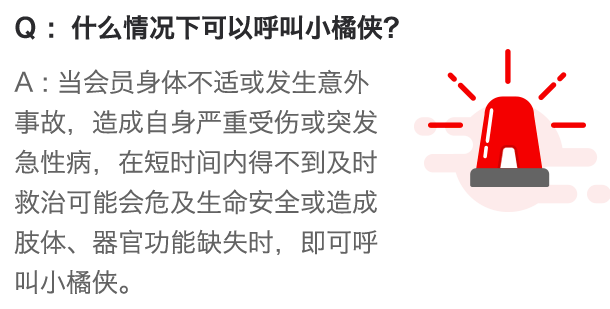 Q ：什么情况下可以呼叫小橘侠？
A：当会员身体不适或发生意外
事故，造成自身严重受伤或突发
急性病，在短时间内得不到及时
救治可能会危及生命安全或造成
肢体、器官功能缺失时，即可呼
叫小橘侠。